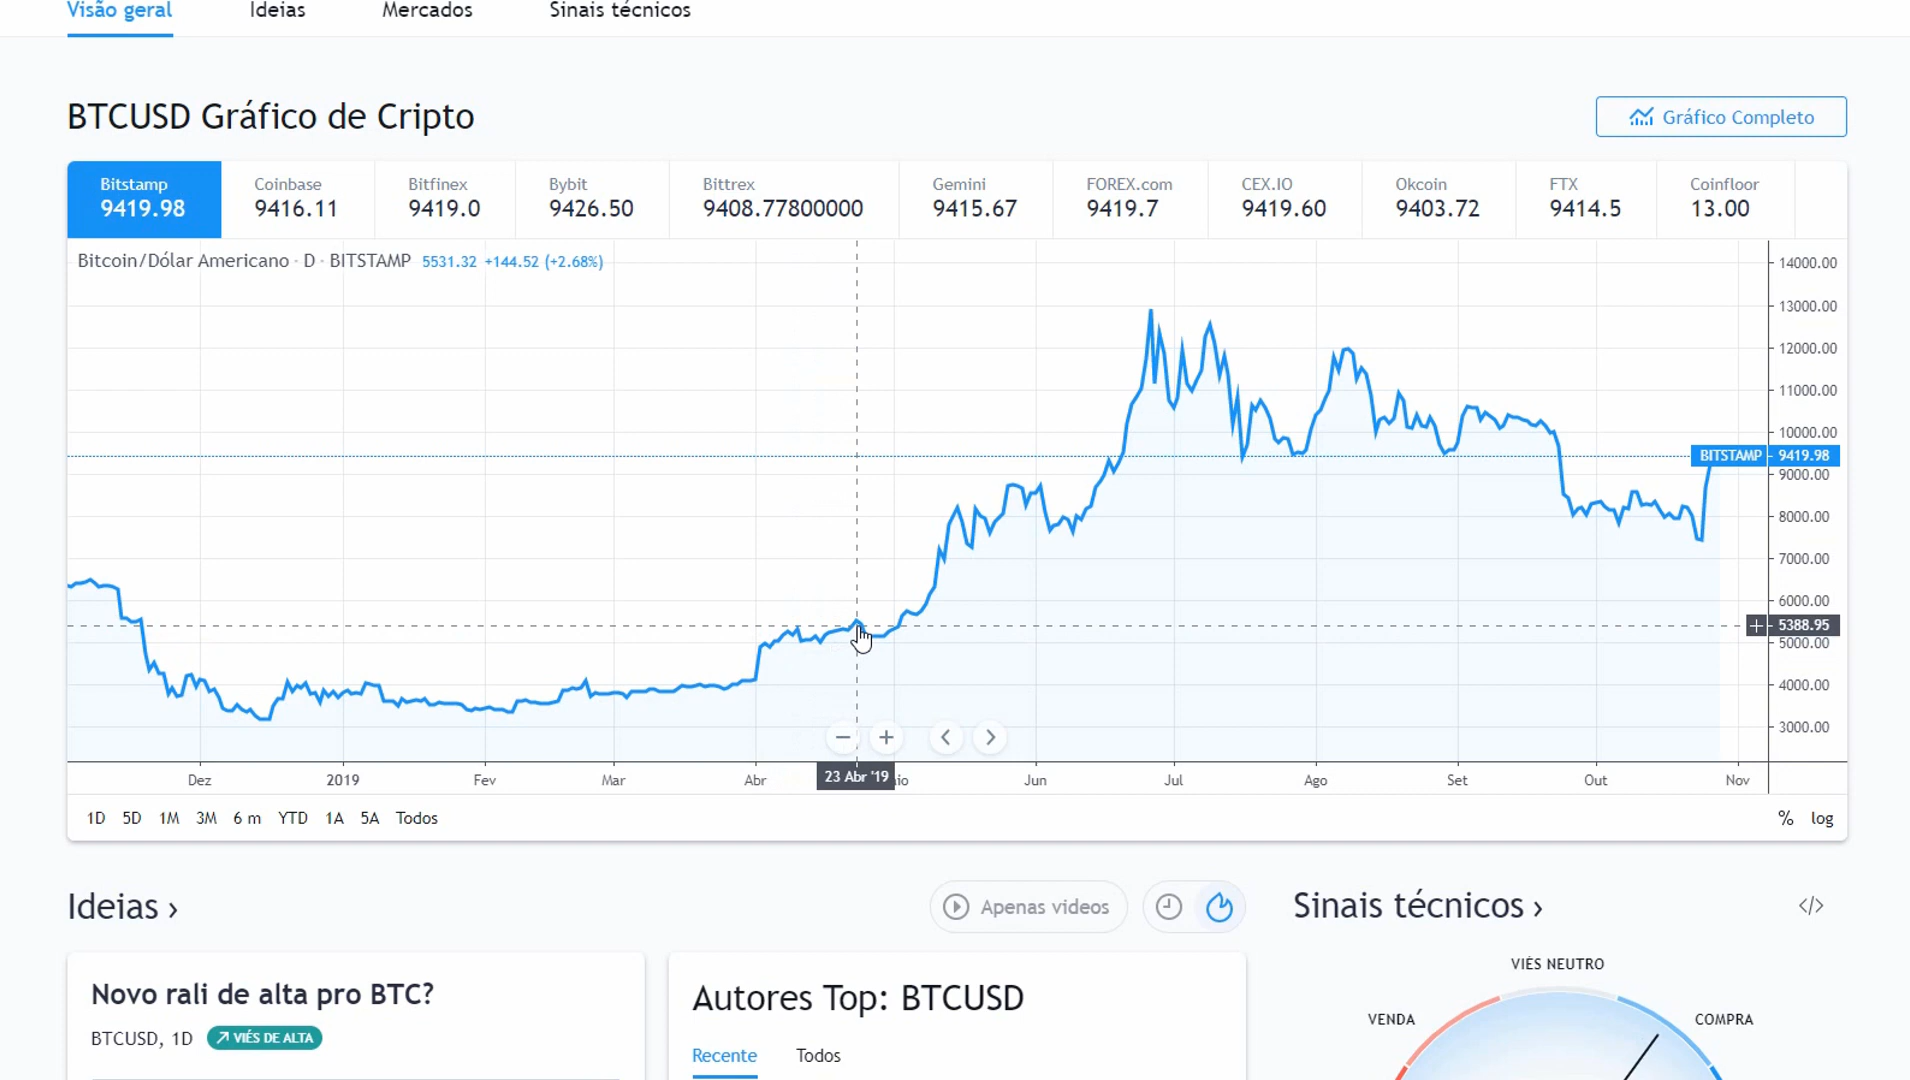 Visão geral Ideias Mercados Sinais técnicos
BTCUSD Gráfico de Cripto
Gráfico Completo
Bitstamp Coinbase Bitfinex Bybit Bittrex Gemini FOREX.com CEX.IO Okcoin FTX Coinfloor
9419.98 9416.11 9419.0 9426.50 9408.77800000 9415.67 9419.7 9419.60 9403.72 9414.5 13.00
Bitcoin/Dólar Americano · D · BITSTAMP 5531.32 +144.52 (+2.68%)
14000.00
13000.00
12000.00
11000.00
10000.00
BITSTAMP 9419.98
9000.00
8000.00
7000.00
6000.00
5388.95
5000.00
4000.00
3000.00
Dez 2019 Fev Mar Abr 23 Abr '19 io Jun Jul Ago Set Out Nov
1D 5D 1M 3M 6 m YTD 1A 5A Todos % log
Ideias ›
Apenas videos
Sinais técnicos ›
</>
Novo rali de alta pro BTC?
BTCUSD, 1D VIÉS DE ALTA
Autores Top: BTCUSD
Recente Todos
VIÉS NEUTRO
VENDA COMPRA